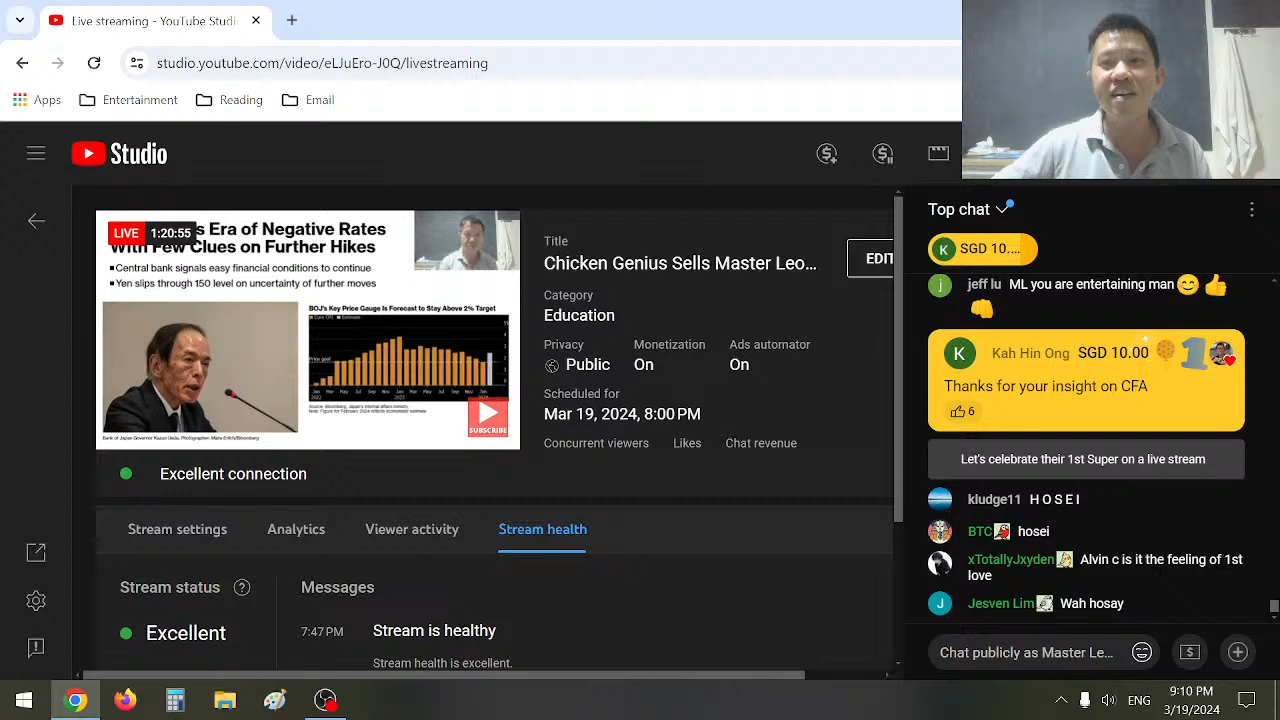 Live streaming - YouTube Studi
studio.youtube.com/video/eLJuEro-J0Q/livestreaming
Apps
Entertainment
Reading
Email
Studio
LIVE 1:20:55
s Era of Negative Rates
With Few Clues on Further Hikes
Central bank signals easy financial conditions to continue
Yen slips through 150 level on uncertainty of further moves
BOJ's Key Price Gauge Is Forecast to Stay Above 2% Target
Price goal
SUBSCRIBE
Excellent connection
Title
Chicken Genius Sells Master Leo...
EDIT
Category
Education
Privacy
Public
Monetization
On
Ads automator
On
Scheduled for
Mar 19, 2024, 8:00 PM
Concurrent viewers
Likes
Chat revenue
Stream settings
Analytics
Viewer activity
Stream health
Stream status
Excellent
Messages
7:47 PM
Stream is healthy
Stream health is excellent.
Top chat
K SGD 10....
j jeff lu ML you are entertaining man
K Kah Hin Ong SGD 10.00
Thanks for your insight on CFA
6
Let's celebrate their 1st Super on a live stream
kludge11 H O S E I
BTC hosei
xTotallyJxyden Alvin c is it the feeling of 1st
love
J Jesven Lim Wah hosay
Chat publicly as Master Le...
ENG
9:10 PM
3/19/2024